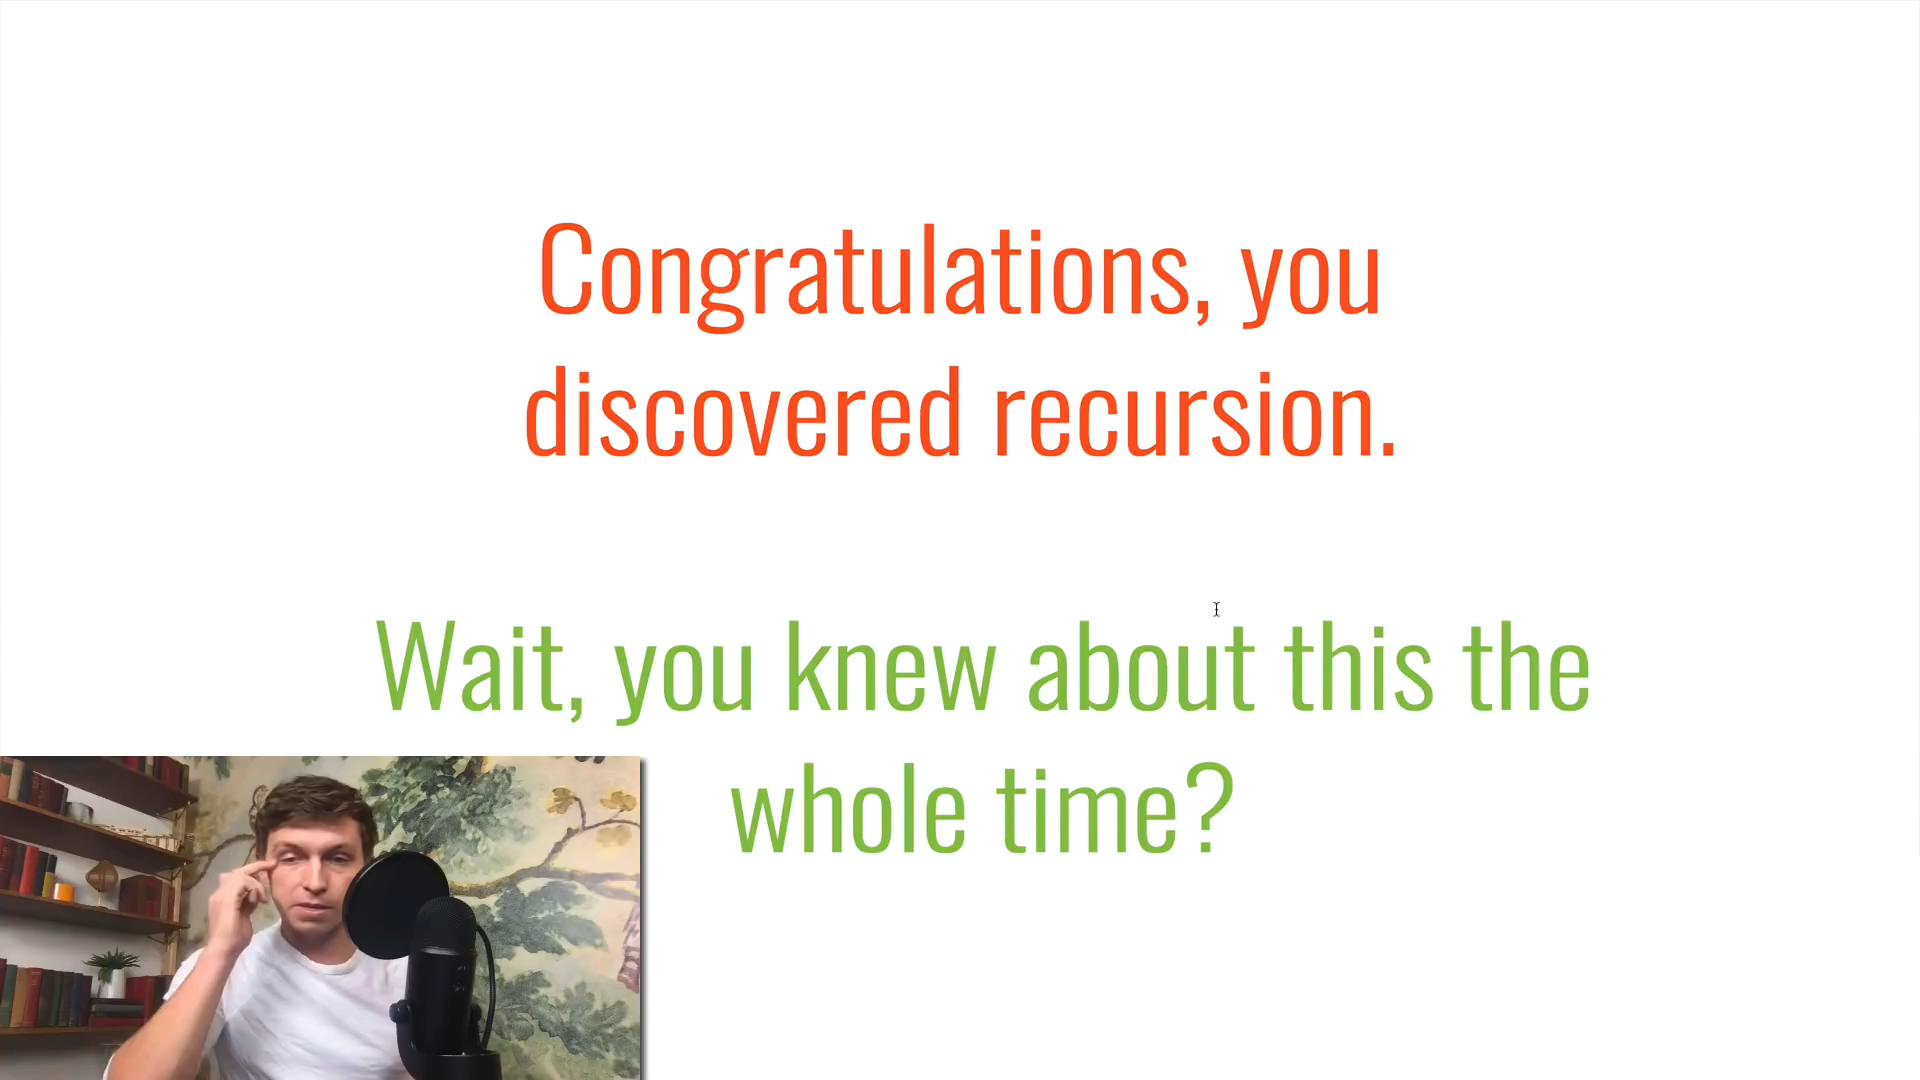 Congratulations, you
discovered recursion.
Wait, you knew about this the
whole time?